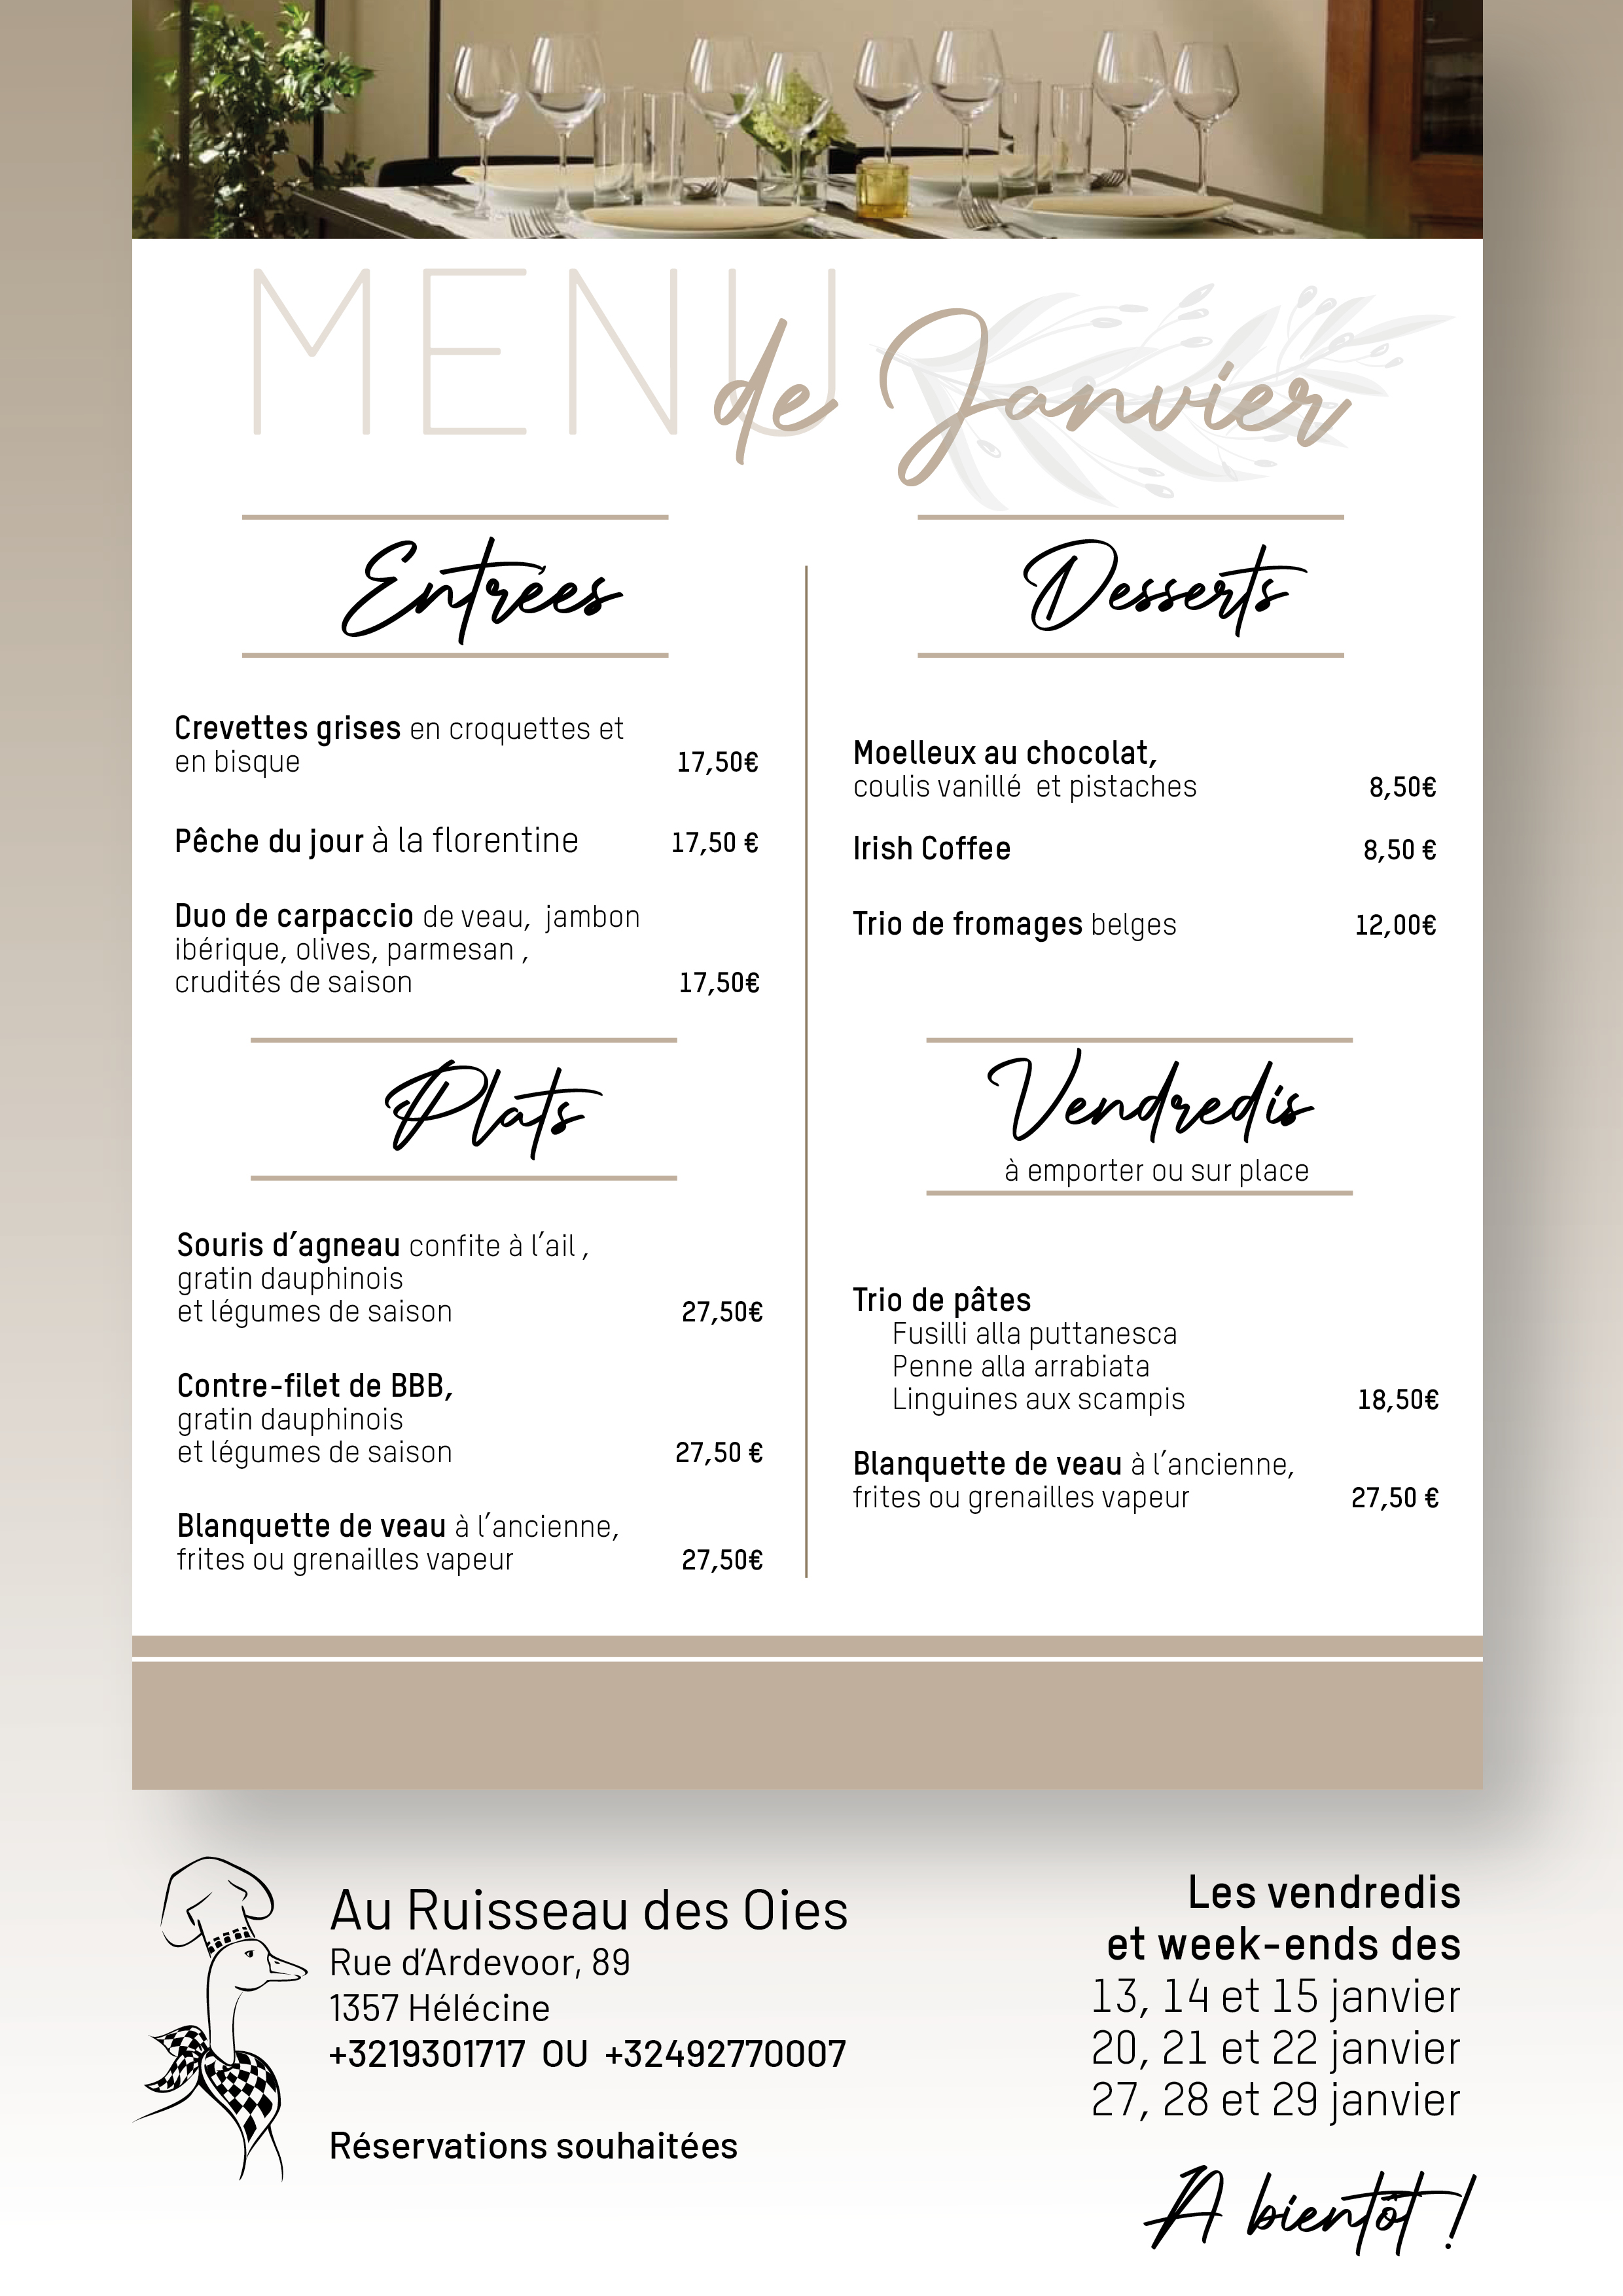 MENU
de Janvier
Entrées
Crevettes grises en croquettes et
en bisque 17,50€
Pêche du jour à la florentine 17,50 €
Duo de carpaccio de veau, jambon
ibérique, olives, parmesan ,
crudités de saison 17,50€
Plats
Souris d'agneau confite à l'ail ,
gratin dauphinois
et légumes de saison 27,50€
Contre-filet de BBB,
gratin dauphinois
et légumes de saison 27,50 €
Blanquette de veau à l'ancienne,
frites ou grenailles vapeur 27,50€
Desserts
Moelleux au chocolat,
coulis vanillé et pistaches 8,50€
Irish Coffee 8,50 €
Trio de fromages belges 12,00€
Vendredis
à emporter ou sur place
Trio de pâtes
Fusilli alla puttanesca
Penne alla arrabiata
Linguines aux scampis 18,50€
Blanquette de veau à l'ancienne,
frites ou grenailles vapeur 27,50 €
Au Ruisseau des Oies
Rue d'Ardevoor, 89
1357 Hélécine
+3219301717 OU +32492770007
Réservations souhaitées
Les vendredis
et week-ends des
13, 14 et 15 janvier
20, 21 et 22 janvier
27, 28 et 29 janvier
A bientôt !